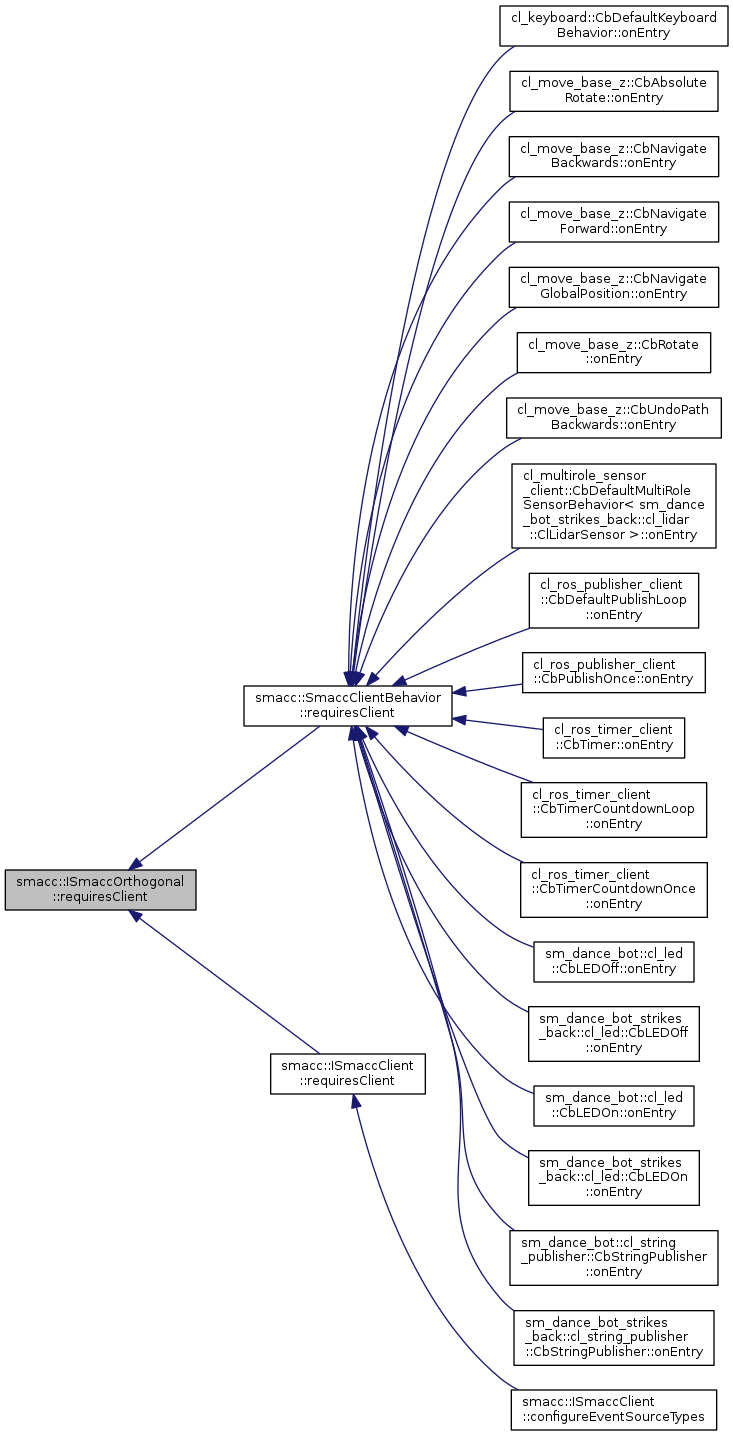 cl_keyboard::CbDefaultKeyboard
Behavior::onEntry
cl_move_base_z::CbAbsolute
Rotate::onEntry
cl_move_base_z::CbNavigate
Backwards::onEntry
cl_move_base_z::CbNavigate
Forward::onEntry
cl_move_base_z::CbNavigate
GlobalPosition::onEntry
cl_move_base_z::CbRotate
::onEntry
cl_move_base_z::CbUndoPath
Backwards::onEntry
cl_multirole_sensor
_client::CbDefaultMultiRole
SensorBehavior< sm_dance
_bot_strikes_back::cl_lidar
::ClLidarSensor >::onEntry
cl_ros_publisher_client
::CbDefaultPublishLoop
::onEntry
cl_ros_publisher_client
::CbPublishOnce::onEntry
smacc::SmaccClientBehavior
::requiresClient
cl_ros_timer_client
::CbTimer::onEntry
cl_ros_timer_client
::CbTimerCountdownLoop
::onEntry
cl_ros_timer_client
::CbTimerCountdownOnce
::onEntry
smacc::ISmaccOrthogonal
::requiresClient
sm_dance_bot::cl_led
::CbLEDOff::onEntry
sm_dance_bot_strikes
_back::cl_led::CbLEDOff
::onEntry
smacc::ISmaccClient
::requiresClient
sm_dance_bot::cl_led
::CbLEDOn::onEntry
sm_dance_bot_strikes
_back::cl_led::CbLEDOn
::onEntry
sm_dance_bot::cl_string
_publisher::CbStringPublisher
::onEntry
sm_dance_bot_strikes
_back::cl_string_publisher
::CbStringPublisher::onEntry
smacc::ISmaccClient
::configureEventSourceTypes